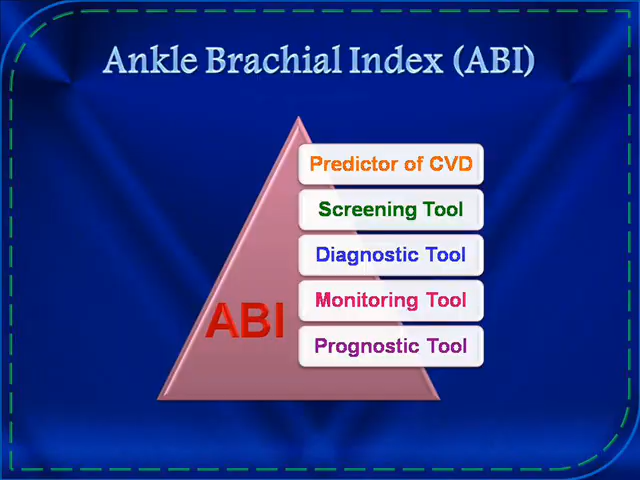 Ankle Brachial Index (ABI)
Predictor of CVD
Screening Tool
Diagnostic Tool
Monitoring Tool
Prognostic Tool
ABI